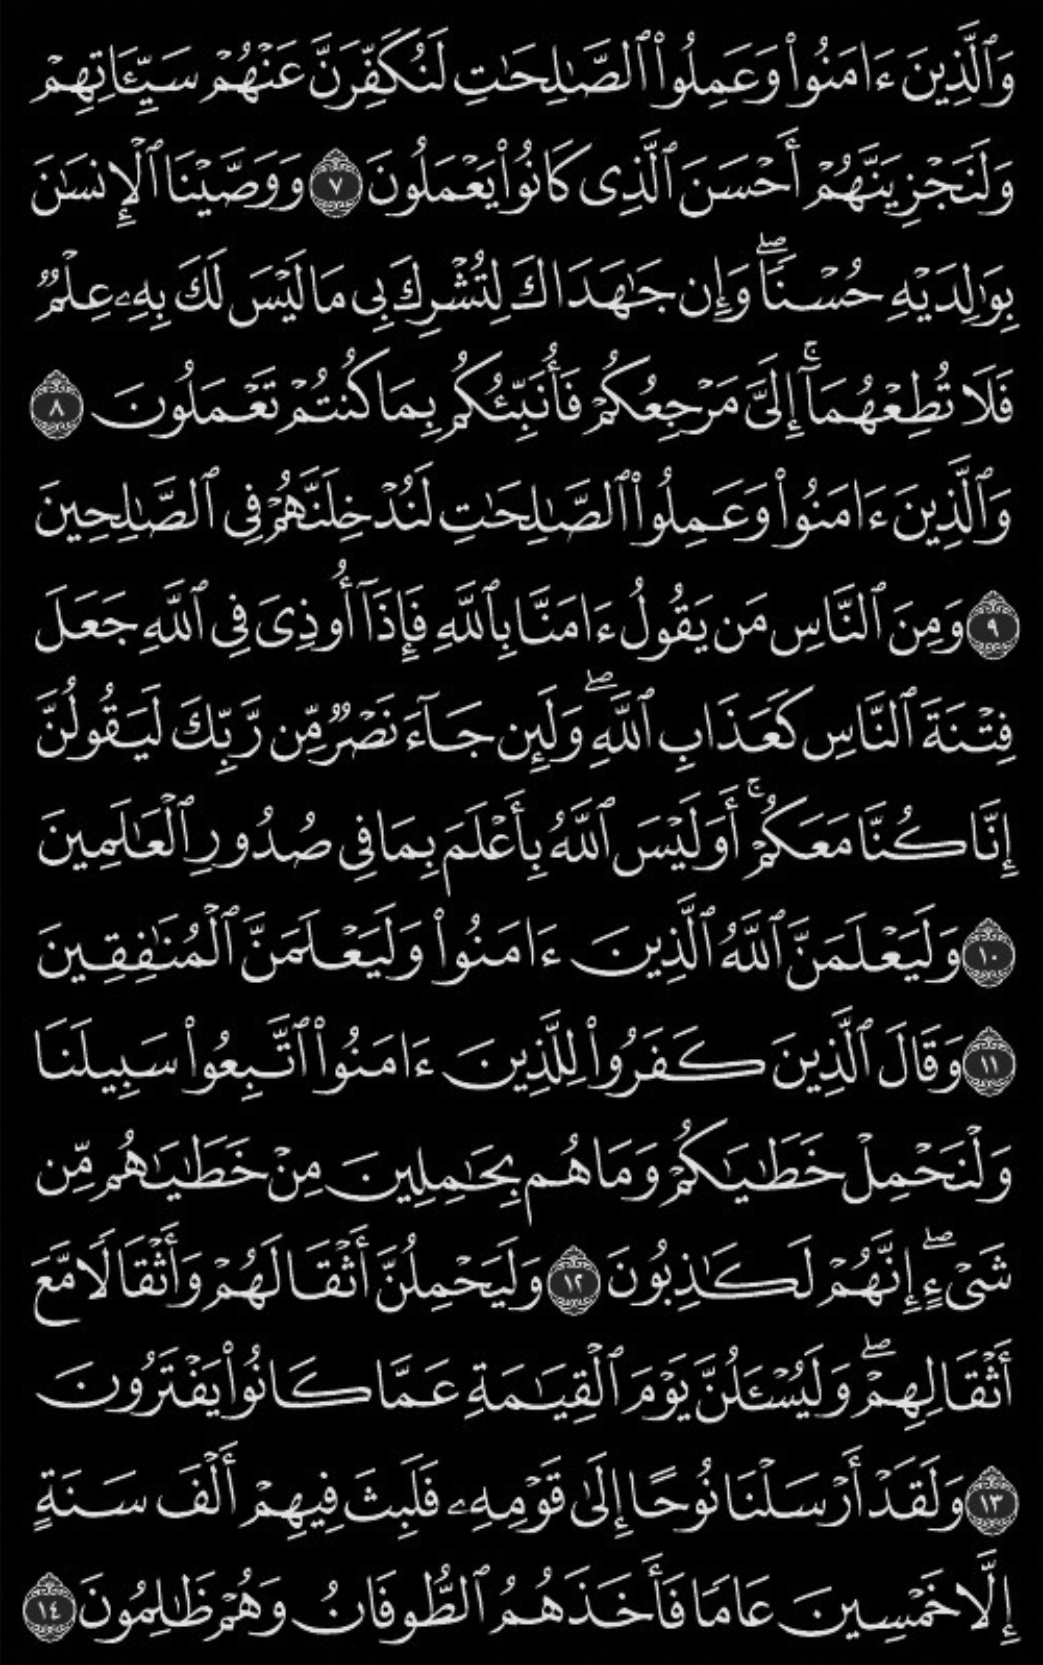 وَٱلَّذِينَ ءَامَنُوا۟ وَعَمِلُوا۟ ٱلصَّـٰلِحَـٰتِ لَنُكَفِّرَنَّ عَنْهُمْ سَيِّـَٔاتِهِمْ
وَلَنَجْزِيَنَّهُمْ أَحْسَنَ ٱلَّذِى كَانُوا۟ يَعْمَلُونَ ٧ وَوَصَّيْنَا ٱلْإِنسَـٰنَ
بِوَٰلِدَيْهِ حُسْنًا ۖ وَإِن جَـٰهَدَاكَ لِتُشْرِكَ بِى مَا لَيْسَ لَكَ بِهِۦ عِلْمٌ
فَلَا تُطِعْهُمَآ ۚ إِلَىَّ مَرْجِعُكُمْ فَأُنَبِّئُكُم بِمَا كُنتُمْ تَعْمَلُونَ ٨
وَٱلَّذِينَ ءَامَنُوا۟ وَعَمِلُوا۟ ٱلصَّـٰلِحَـٰتِ لَنُدْخِلَنَّهُمْ فِى ٱلصَّـٰلِحِينَ
٩ وَمِنَ ٱلنَّاسِ مَن يَقُولُ ءَامَنَّا بِٱللَّهِ فَإِذَآ أُوذِىَ فِى ٱللَّهِ جَعَلَ
فِتْنَةَ ٱلنَّاسِ كَعَذَابِ ٱللَّهِ ۖ وَلَئِن جَآءَ نَصْرٌ مِّن رَّبِّكَ لَيَقُولُنَّ
إِنَّا كُنَّا مَعَكُمْ ۚ أَوَلَيْسَ ٱللَّهُ بِأَعْلَمَ بِمَا فِى صُدُورِ ٱلْعَـٰلَمِينَ
١٠ وَلَيَعْلَمَنَّ ٱللَّهُ ٱلَّذِينَ ءَامَنُوا۟ وَلَيَعْلَمَنَّ ٱلْمُنَـٰفِقِينَ
١١ وَقَالَ ٱلَّذِينَ كَفَرُوا۟ لِلَّذِينَ ءَامَنُوا۟ ٱتَّبِعُوا۟ سَبِيلَنَا
وَلْنَحْمِلْ خَطَـٰيَـٰكُمْ وَمَا هُم بِحَـٰمِلِينَ مِنْ خَطَـٰيَـٰهُم مِّن
شَىْءٍ ۖ إِنَّهُمْ لَكَـٰذِبُونَ ١٢ وَلَيَحْمِلُنَّ أَثْقَالَهُمْ وَأَثْقَالًا مَّعَ
أَثْقَالِهِمْ ۖ وَلَيُسْـَٔلُنَّ يَوْمَ ٱلْقِيَـٰمَةِ عَمَّا كَانُوا۟ يَفْتَرُونَ
١٣ وَلَقَدْ أَرْسَلْنَا نُوحًا إِلَىٰ قَوْمِهِۦ فَلَبِثَ فِيهِمْ أَلْفَ سَنَةٍ
إِلَّا خَمْسِينَ عَامًا فَأَخَذَهُمُ ٱلطُّوفَانُ وَهُمْ ظَـٰلِمُونَ ١٤